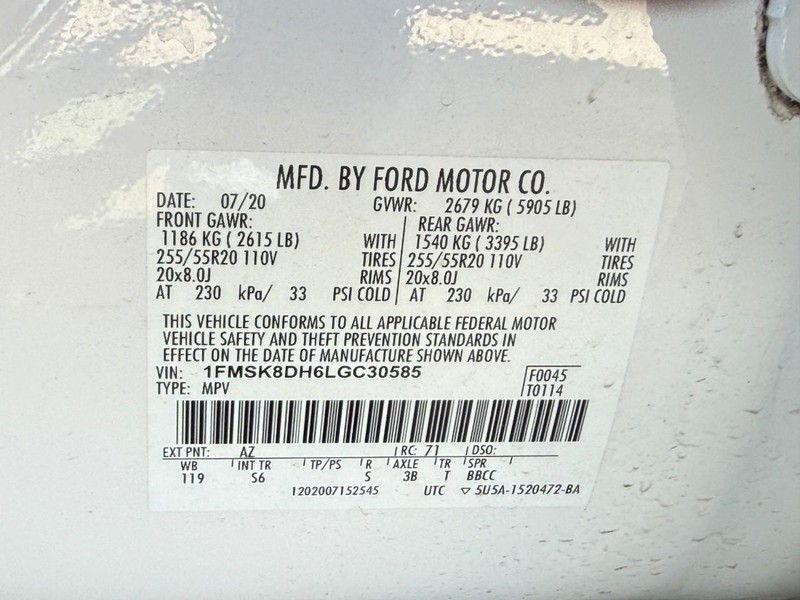 MFD. BY FORD MOTOR CO.
DATE: 07/20 GVWR: 2679 KG ( 5905 LB)
FRONT GAWR: REAR GAWR:
1186 KG ( 2615 LB) WITH 1540 KG ( 3395 LB) WITH
255/55R20 110V TIRES 255/55R20 110V TIRES
20x8.0J RIMS 20x8.0J RIMS
AT 230 kPa/ 33 PSI COLD AT 230 kPa/ 33 PSI COLD
THIS VEHICLE CONFORMS TO ALL APPLICABLE FEDERAL MOTOR
VEHICLE SAFETY AND THEFT PREVENTION STANDARDS IN
EFFECT ON THE DATE OF MANUFACTURE SHOWN ABOVE.
VIN: 1FMSK8DH6LGC30585 F0045
TYPE: MPV T0114
EXT PNT: AZ RC: 71 DSO:
WB INT TR TP/PS R AXLE TR SPR
119 S6 S 3B T BBCC
1202007152545 UTC ▽ 5U5A-1520472-BA